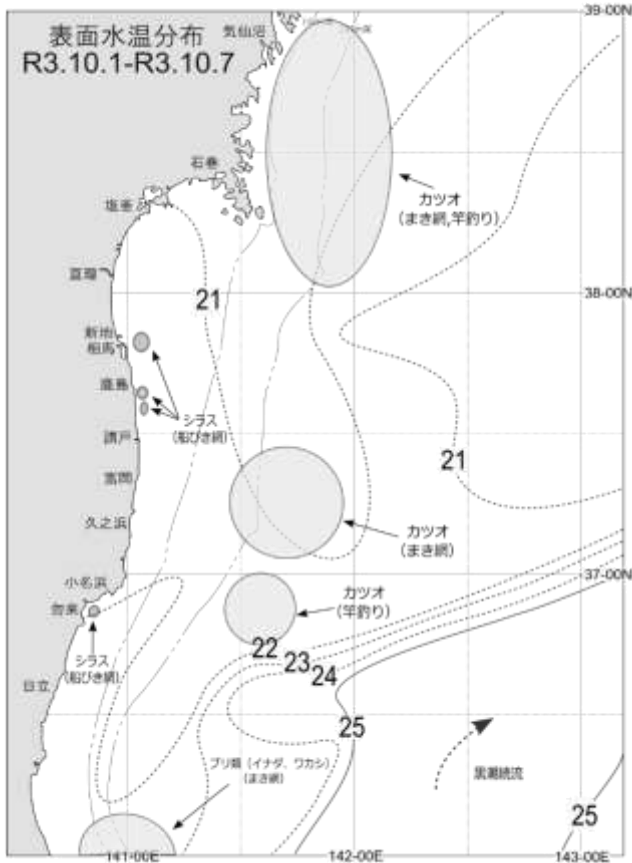 表面水温分布
R3.10.1-R3.10.7
39-00N
気仙沼
石巻
塩釜
カツオ
(まき網,竿釣り)
亘理
38-00N
21
新地
相馬
鹿島
シラス
(船びき網)
請戸
21
富岡
カツオ
(まき網)
久之浜
37-00N
小名浜
勿来
カツオ
(竿釣り)
シラス
(船びき網)
22
23
24
日立
25
ブリ類(イナダ、ワカシ)
(まき網)
黒潮続流
25
141-00E
142-00E
143-00E